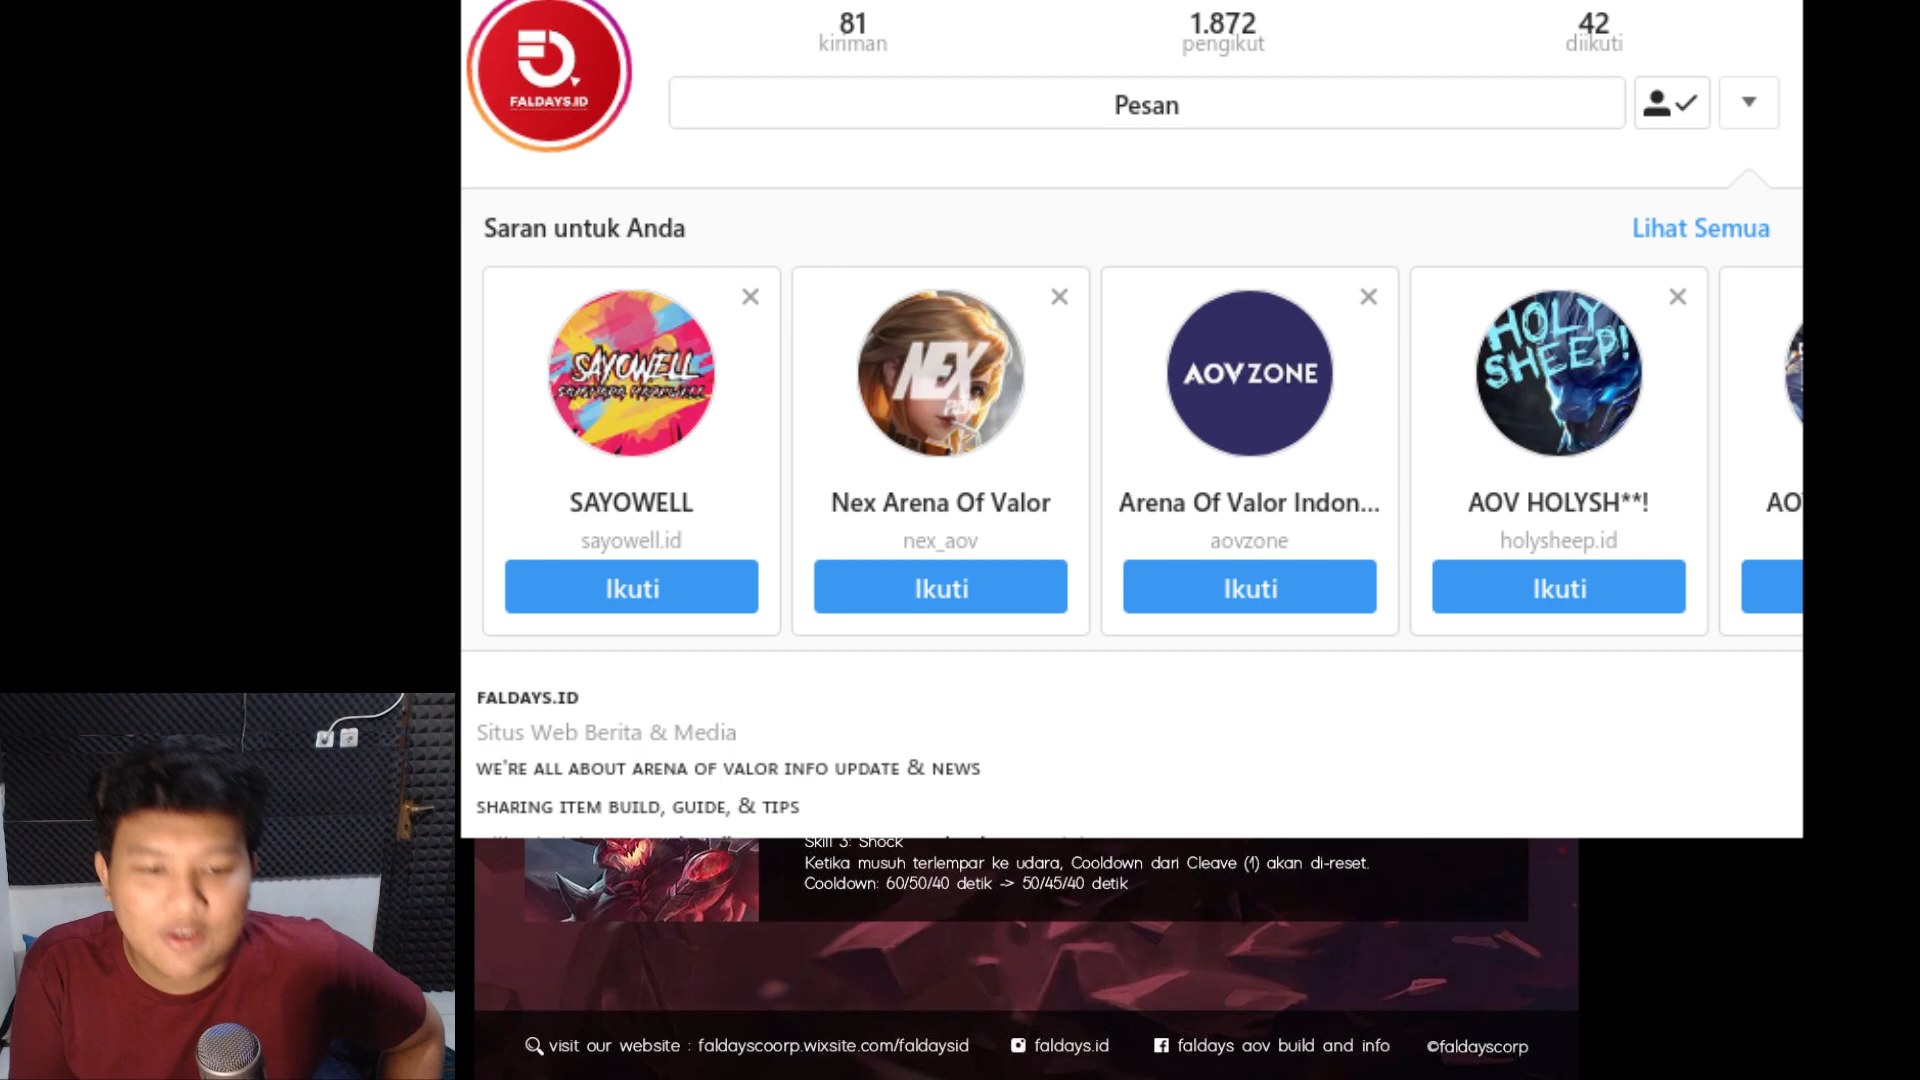 81
kiriman
1.872
pengikut
42
diikuti
FALDAYS.ID
Pesan
Saran untuk Anda
Lihat Semua
SAYOWELL
NEX
AOVZONE
HOLY
SHEEP!
SAYOWELL
sayowell.id
Ikuti
Nex Arena Of Valor
nex_aov
Ikuti
Arena Of Valor Indon...
aovzone
Ikuti
AOV HOLYSH**!
holysheep.id
Ikuti
AO
FALDAYS.ID
Situs Web Berita & Media
WE'RE ALL ABOUT ARENA OF VALOR INFO UPDATE & NEWS
SHARING ITEM BUILD, GUIDE, & TIPS
Skill 3: Shock
Ketika musuh terlempar ke udara, Cooldown dari Cleave (1) akan di-reset.
Cooldown: 60/50/40 detik -> 50/45/40 detik
visit our website : faldayscoorp.wixsite.com/faldaysid
faldays.id
faldays aov build and info
©faldayscorp